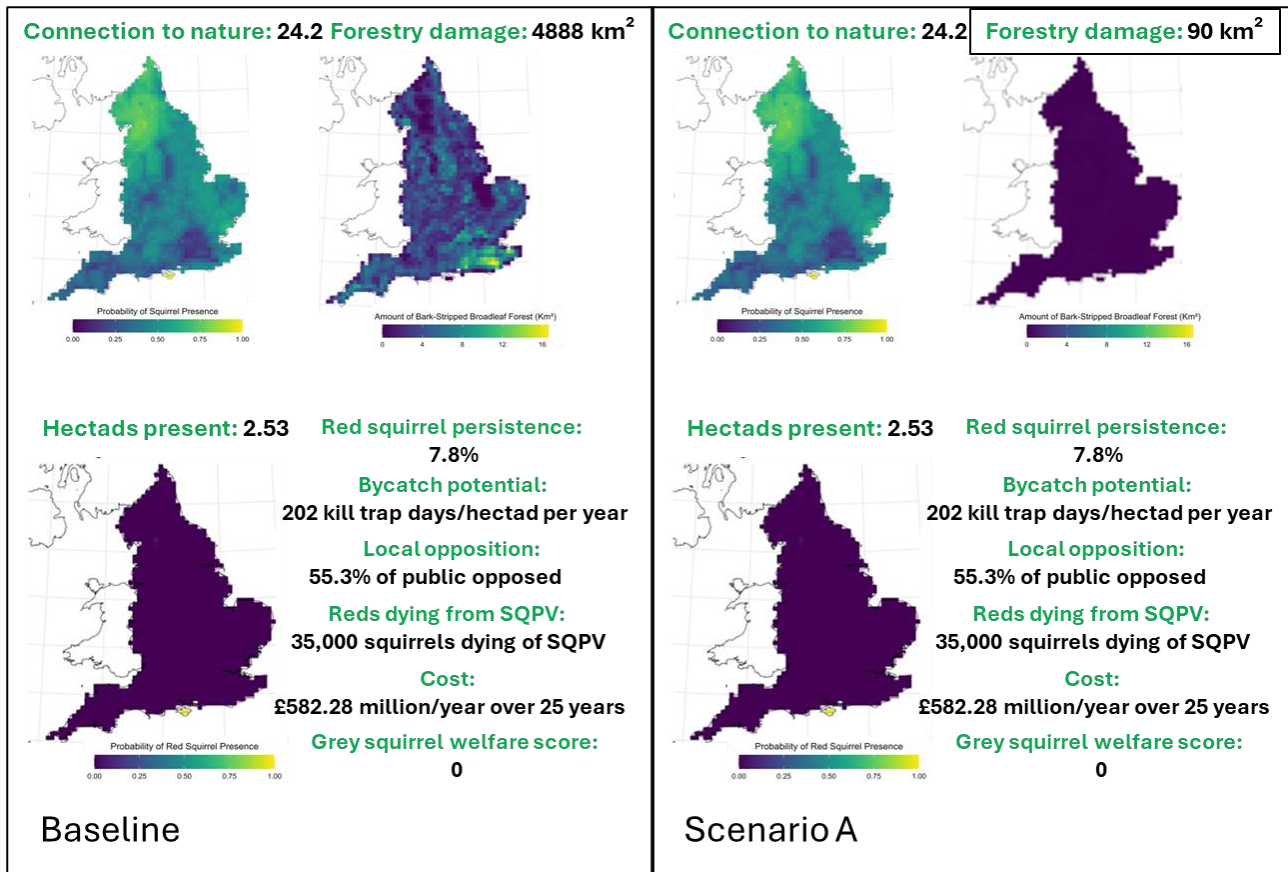 Connection to nature: 24.2
Forestry damage: 4888 km²
Probability of Squirrel Presence
0.00 0.25 0.50 0.75 1.00
Amount of Bark-Stripped Broadleaf Forest (Km²)
0 4 8 12 16
Hectads present: 2.53
Probability of Red Squirrel Presence
0.00 0.25 0.50 0.75 1.00
Red squirrel persistence:
7.8%
Bycatch potential:
202 kill trap days/hectad per year
Local opposition:
55.3% of public opposed
Reds dying from SQPV:
35,000 squirrels dying of SQPV
Cost:
£582.28 million/year over 25 years
Grey squirrel welfare score:
0
Baseline
Connection to nature: 24.2
Forestry damage: 90 km²
Probability of Squirrel Presence
0.00 0.25 0.50 0.75 1.00
Amount of Bark-Stripped Broadleaf Forest (Km²)
0 4 8 12 16
Hectads present: 2.53
Probability of Red Squirrel Presence
0.00 0.25 0.50 0.75 1.00
Red squirrel persistence:
7.8%
Bycatch potential:
202 kill trap days/hectad per year
Local opposition:
55.3% of public opposed
Reds dying from SQPV:
35,000 squirrels dying of SQPV
Cost:
£582.28 million/year over 25 years
Grey squirrel welfare score:
0
Scenario A